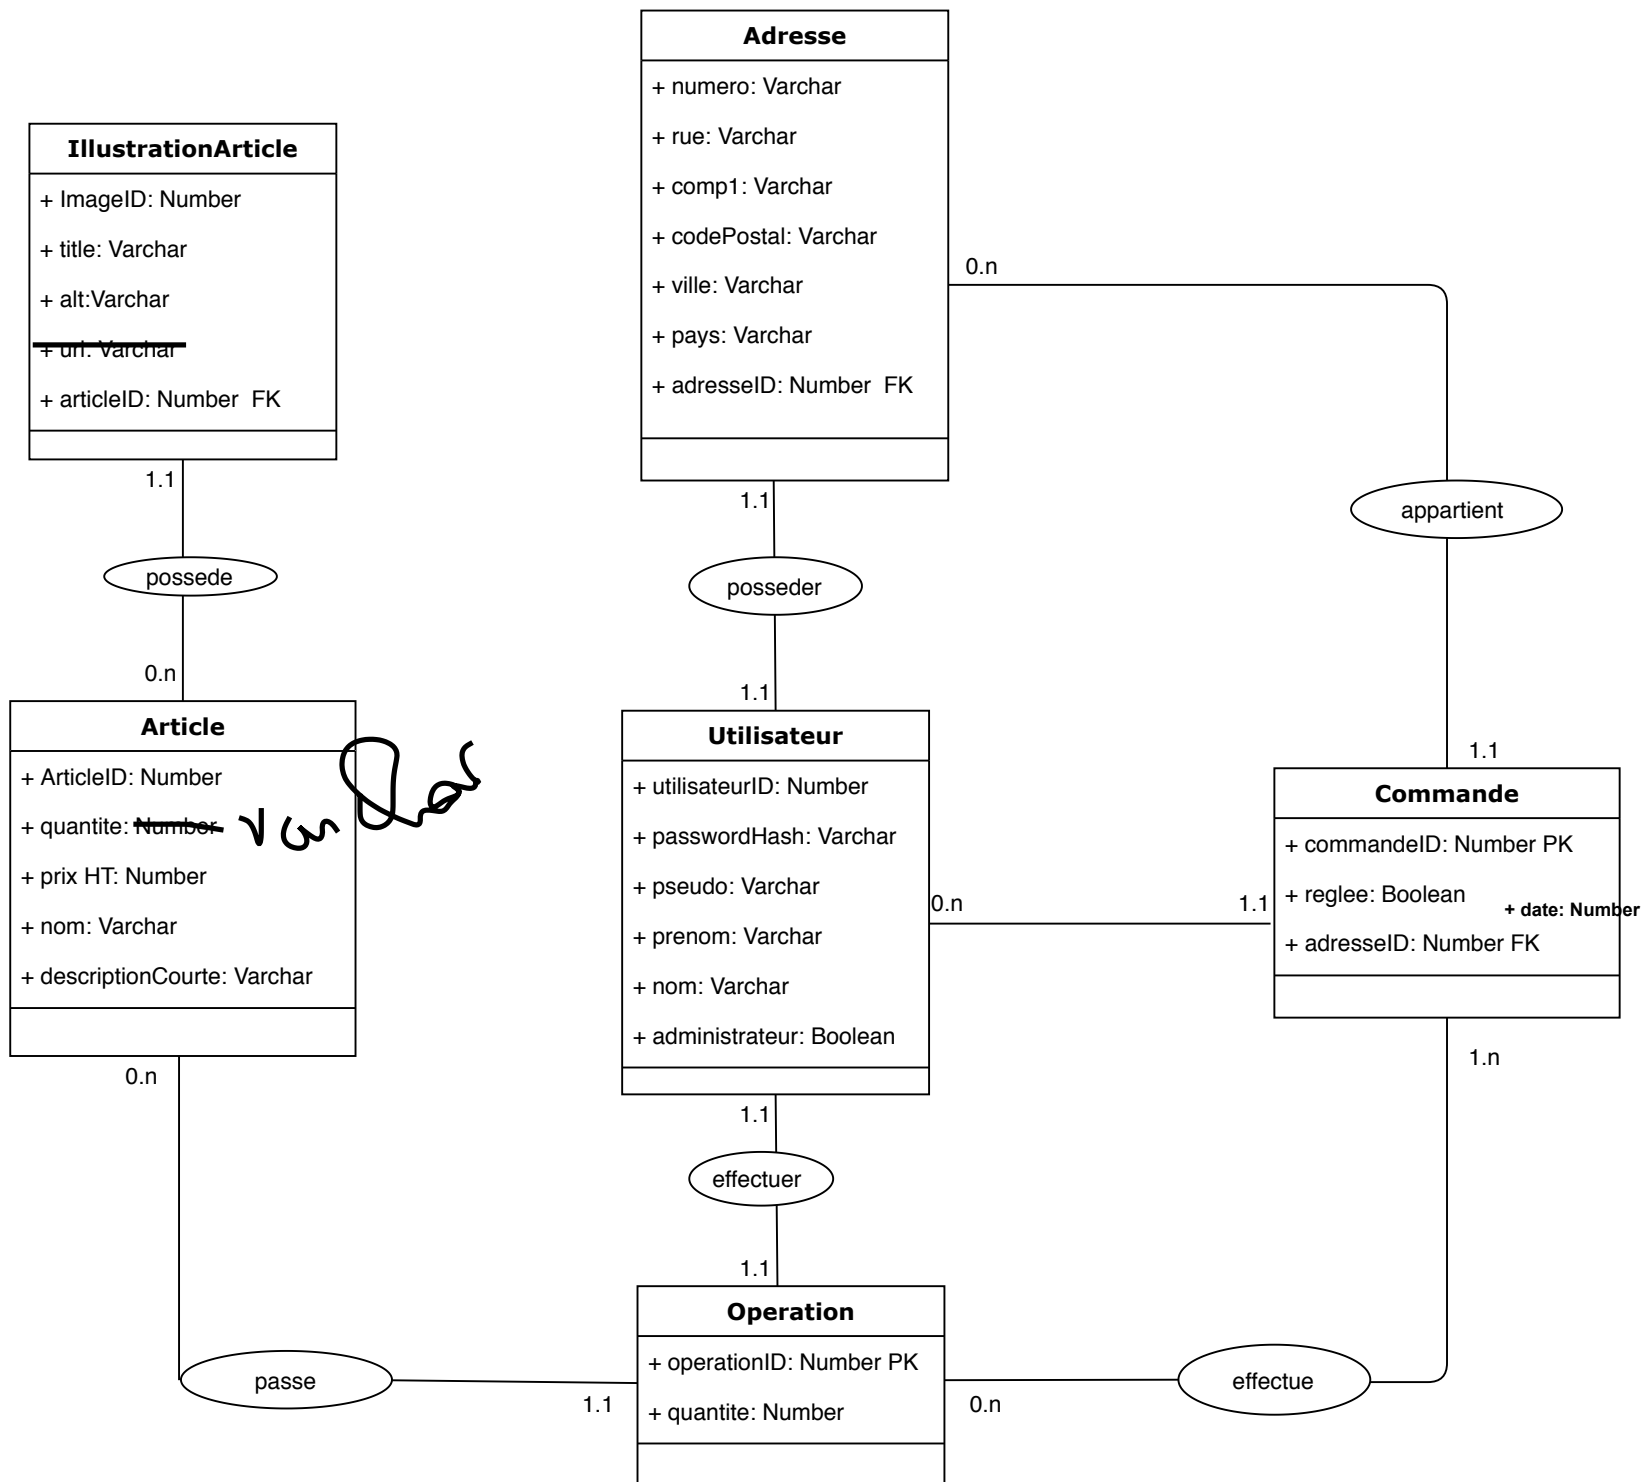 Adresse
+ numero: Varchar
+ rue: Varchar
+ comp1: Varchar
+ codePostal: Varchar
+ ville: Varchar
+ pays: Varchar
+ adresseID: Number FK
IllustrationArticle
+ ImageID: Number
+ title: Varchar
+ alt:Varchar
+ url: Varchar
+ articleID: Number FK
0.n
1.1
possede
0.n
1.1
posseder
1.1
appartient
1.1
Article
+ ArticleID: Number
+ quantite: Number Varchar
+ prix HT: Number
+ nom: Varchar
+ descriptionCourte: Varchar
0.n
Utilisateur
+ utilisateurID: Number
+ passwordHash: Varchar
+ pseudo: Varchar
+ prenom: Varchar
+ nom: Varchar
+ administrateur: Boolean
0.n
1.1
Commande
+ commandeID: Number PK
+ reglee: Boolean
+ date: Number
+ adresseID: Number FK
1.n
1.1
effectuer
1.1
Operation
+ operationID: Number PK
+ quantite: Number
passe
1.1
0.n
effectue